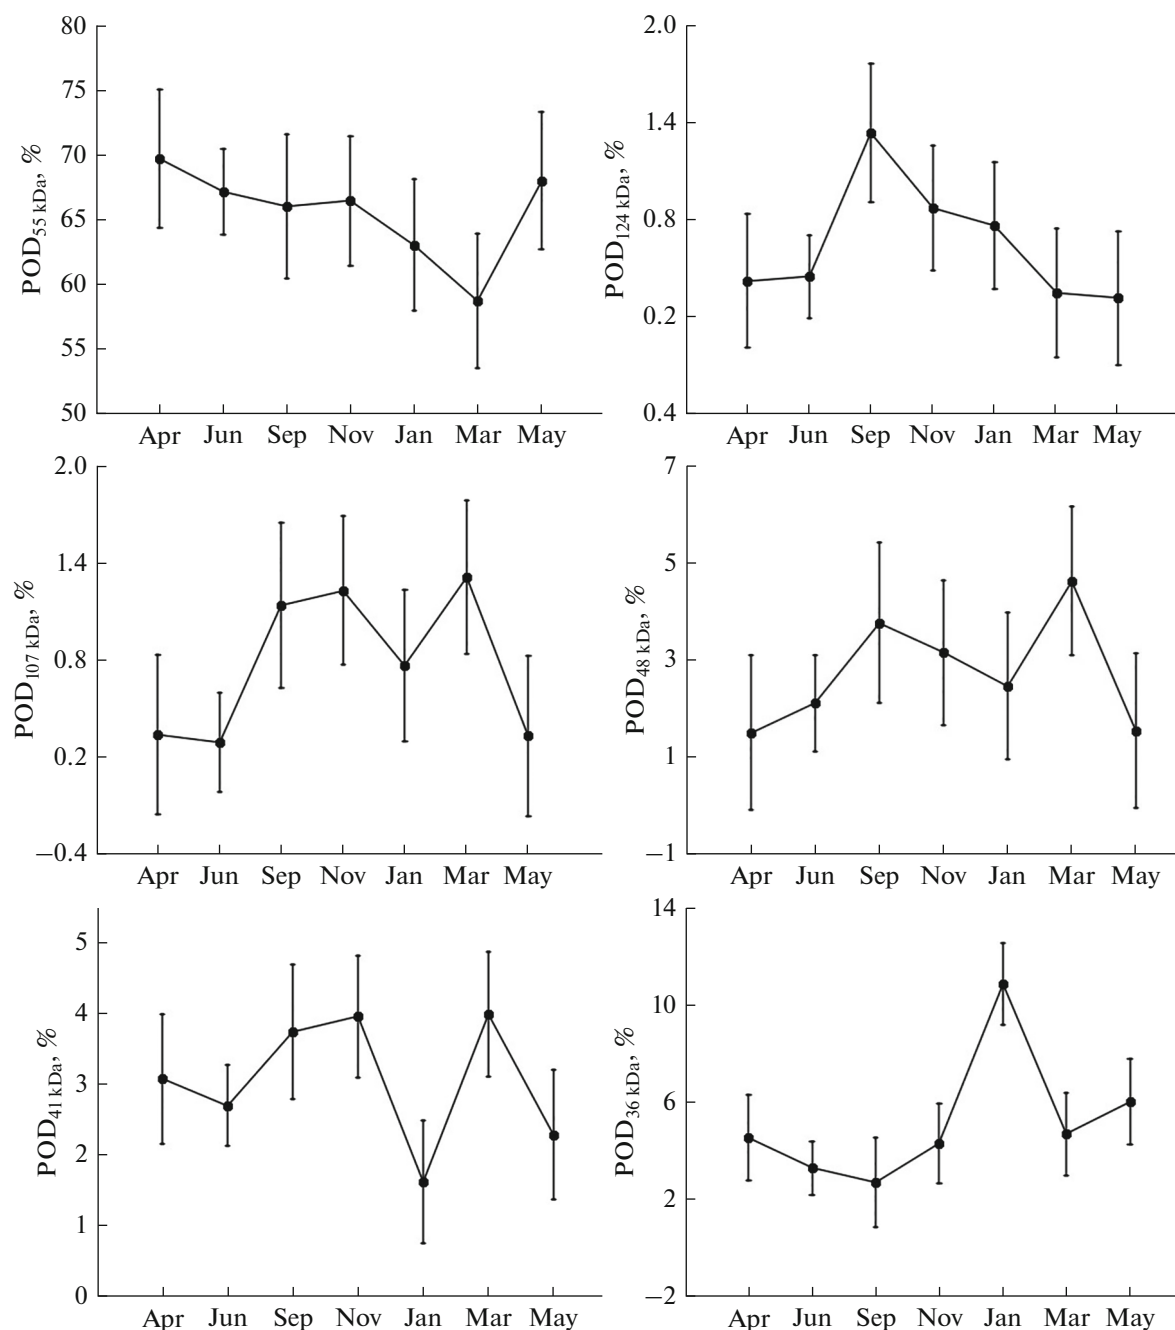 80
75
70
65
60
55
50
POD55 kDa, %
Apr Jun Sep Nov Jan Mar May
2.0
1.4
0.8
0.2
0.4
POD124 kDa, %
Apr Jun Sep Nov Jan Mar May
2.0
1.4
0.8
0.2
−0.4
POD107 kDa, %
Apr Jun Sep Nov Jan Mar May
7
5
3
1
−1
POD48 kDa, %
Apr Jun Sep Nov Jan Mar May
5
4
3
2
1
0
POD41 kDa, %
Apr Jun Sep Nov Jan Mar May
14
10
6
2
−2
POD36 kDa, %
Apr Jun Sep Nov Jan Mar May